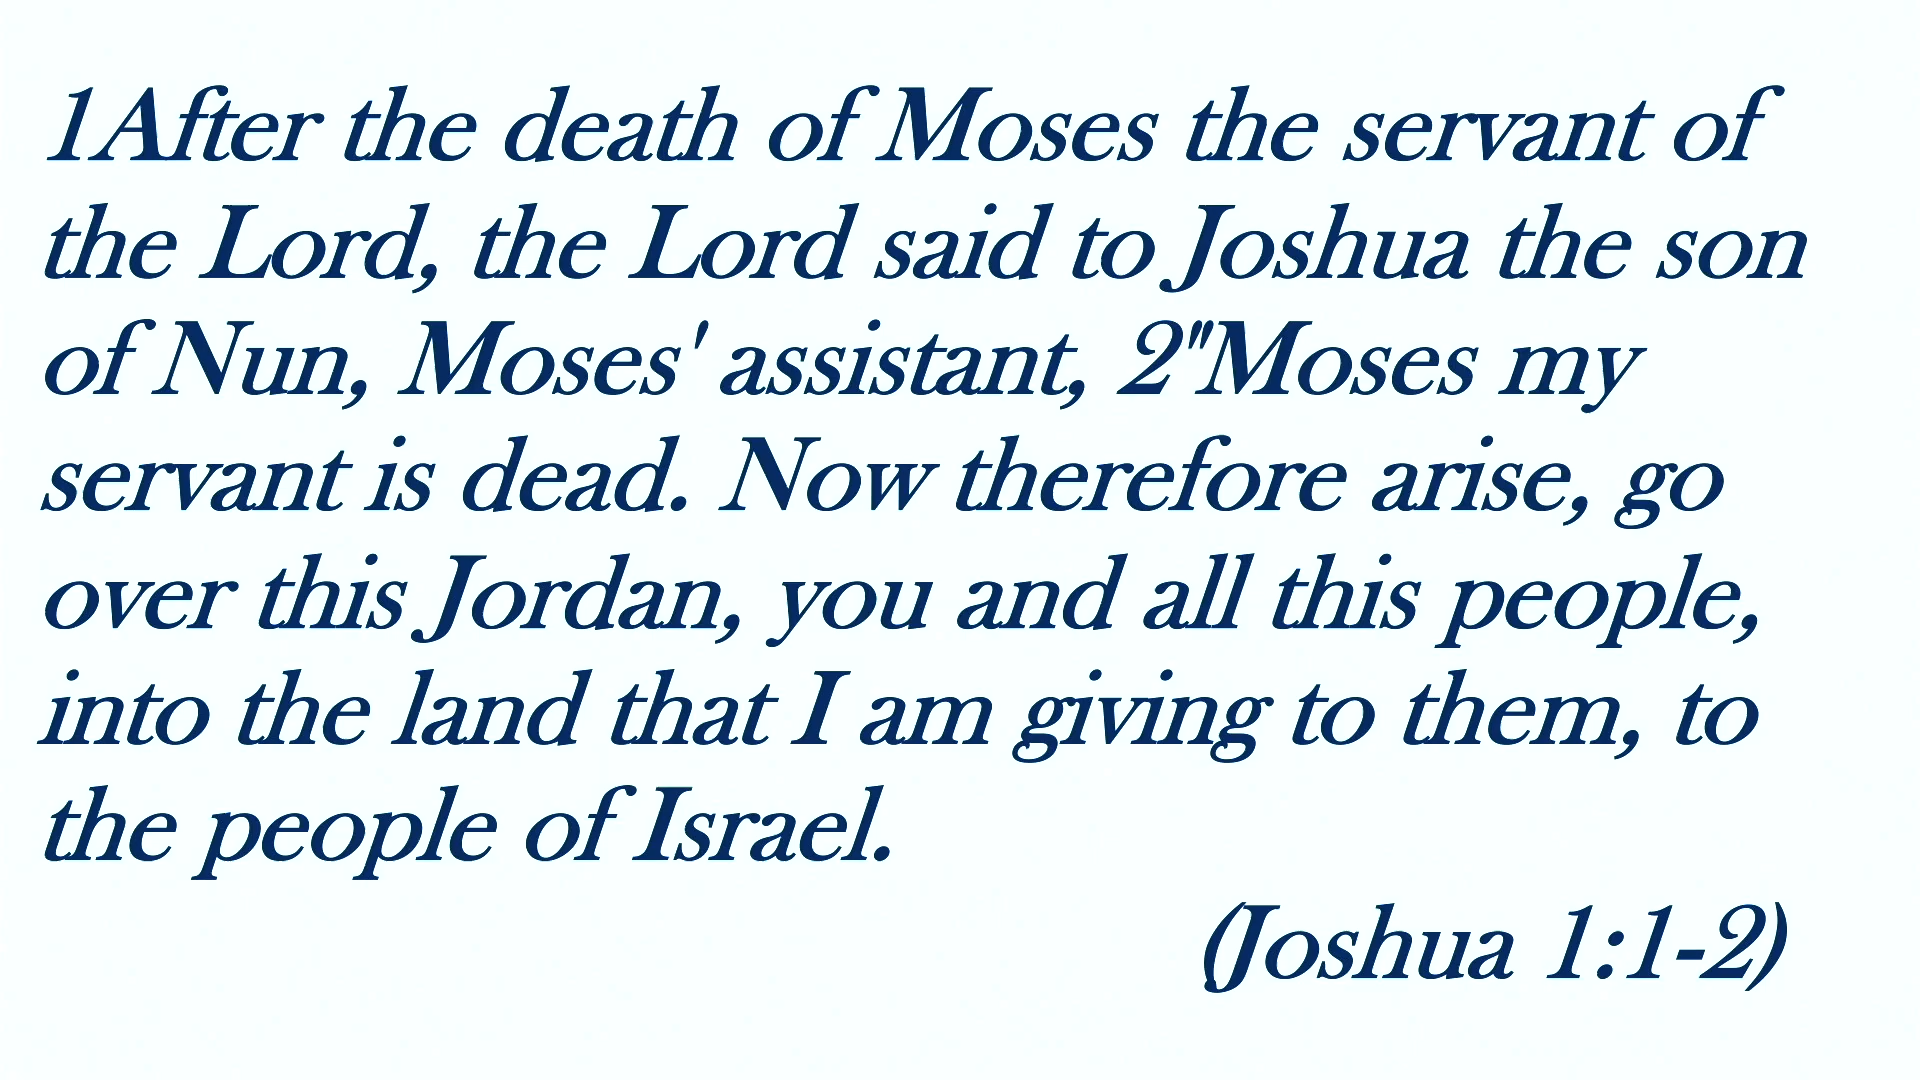 1After the death of Moses the servant of
the Lord, the Lord said to Joshua the son
of Nun, Moses' assistant, 2"Moses my
servant is dead. Now therefore arise, go
over this Jordan, you and all this people,
into the land that I am giving to them, to
the people of Israel.
(Joshua 1:1-2)